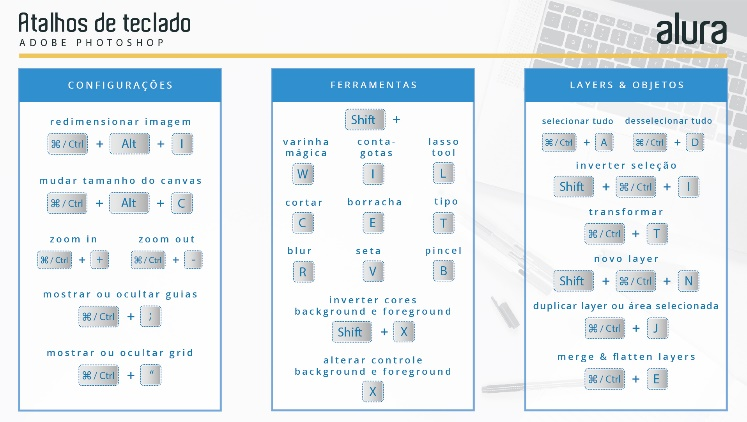 Atalhos de teclado
ADOBE PHOTOSHOP
alura
CONFIGURAÇÕES
redimensionar imagem
⌘/Ctrl + Alt + I
mudar tamanho do canvas
⌘/Ctrl + Alt + C
zoom in zoom out
⌘/Ctrl + + ⌘/Ctrl + -
mostrar ou ocultar guias
⌘/Ctrl + ;
mostrar ou ocultar grid
⌘/Ctrl + "
FERRAMENTAS
Shift +
varinha conta- lasso
mágica gotas tool
W I L
cortar borracha tipo
C E T
blur seta pincel
R V B
inverter cores
background e foreground
Shift + X
alterar controle
background e foreground
X
LAYERS & OBJETOS
selecionar tudo desselecionar tudo
⌘/Ctrl + A ⌘/Ctrl + D
inverter seleção
Shift + ⌘/Ctrl + I
transformar
⌘/Ctrl + T
novo layer
Shift + ⌘/Ctrl + N
duplicar layer ou área selecionada
⌘/Ctrl + J
merge & flatten layers
⌘/Ctrl + E